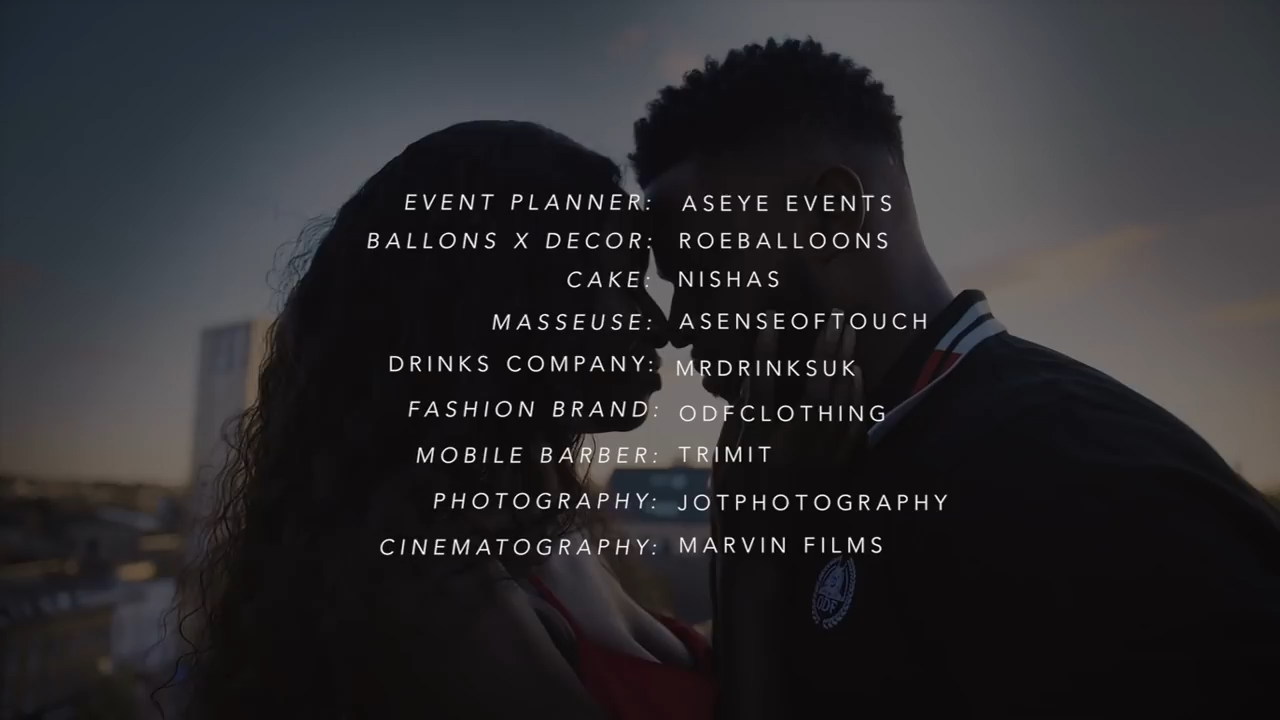 EVENT PLANNER: ASEYE EVENTS
BALLONS X DECOR: ROEBALLOONS
CAKE: NISHAS
MASSEUSE: ASENSEOFTOUCH
DRINKS COMPANY: MRDRINKSUK
FASHION BRAND: ODFCLOTHING
MOBILE BARBER: TRIMIT
PHOTOGRAPHY: JOTPHOTOGRAPHY
CINEMATOGRAPHY: MARVIN FILMS
ODF